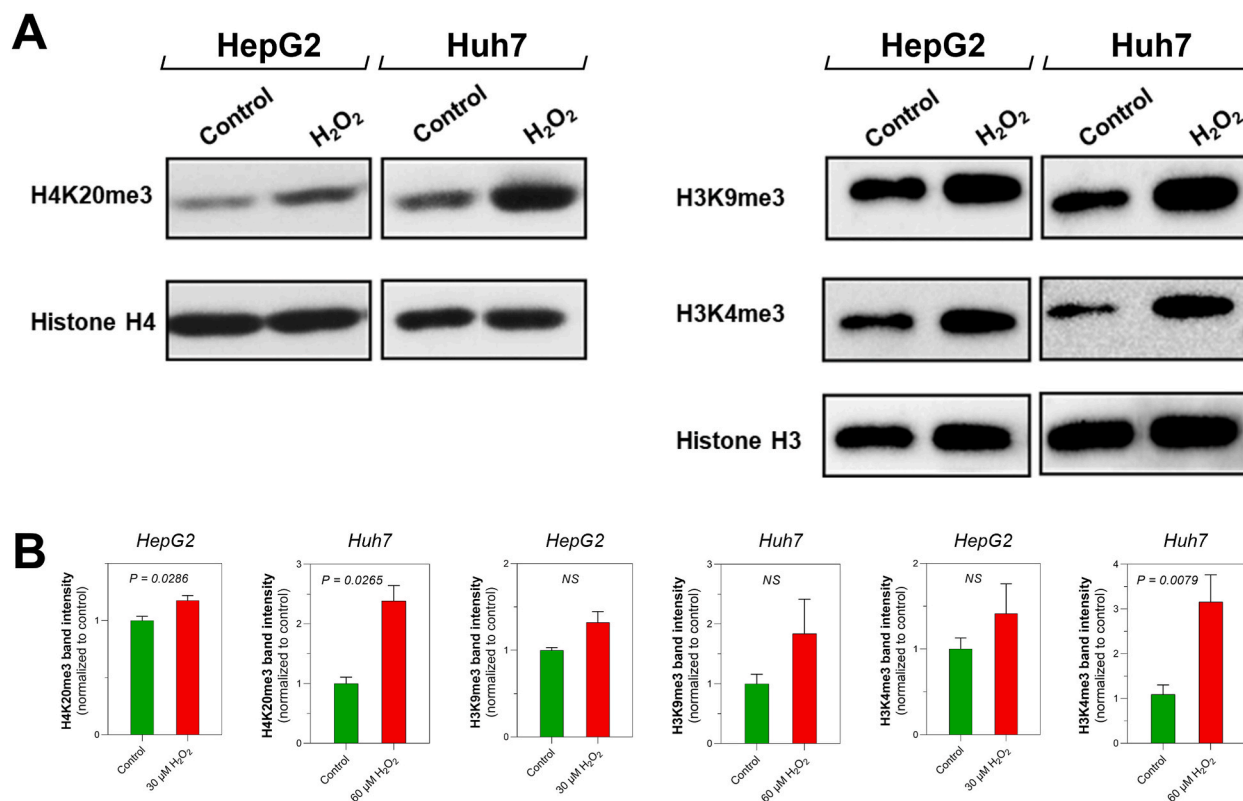 A
HepG2 Huh7
Control H₂O₂ Control H₂O₂
H4K20me3
Histone H4
HepG2 Huh7
Control H₂O₂ Control H₂O₂
H3K9me3
H3K4me3
Histone H3
B
HepG2
P = 0.0286
H4K20me3 band intensity
(normalized to control)
1
0
Control
30 µM H₂O₂
Huh7
P = 0.0265
H4K20me3 band intensity
(normalized to control)
3
2
1
0
Control
60 µM H₂O₂
HepG2
NS
H3K9me3 band intensity
(normalized to control)
2
1
0
Control
30 µM H₂O₂
Huh7
NS
H3K9me3 band intensity
(normalized to control)
3
2
1
0
Control
60 µM H₂O₂
HepG2
NS
H3K4me3 band intensity
(normalized to control)
2
1
0
Control
30 µM H₂O₂
Huh7
P = 0.0079
H3K4me3 band intensity
(normalized to control)
4
3
2
1
0
Control
60 µM H₂O₂